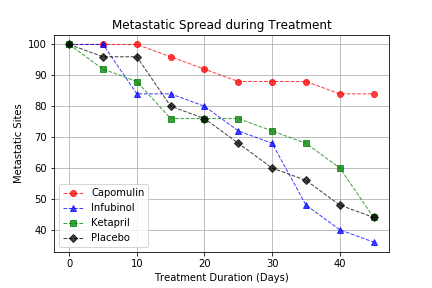 Metastatic Spread during Treatment
100
90
80
70
60
50
40
Metastatic Sites
Capomulin
Infubinol
Ketapril
Placebo
0
10
20
30
40
Treatment Duration (Days)